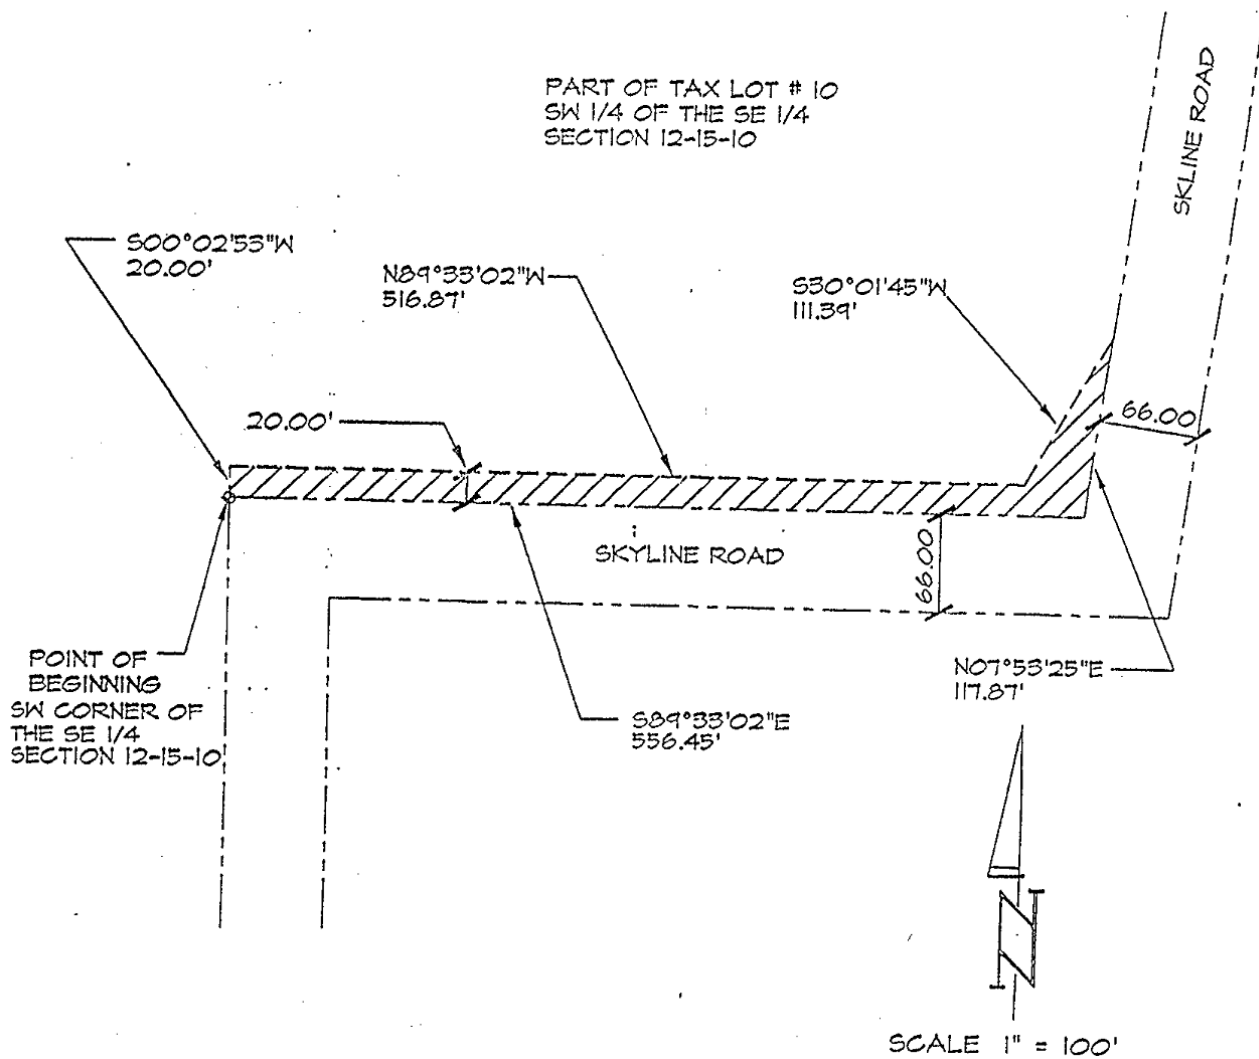 PART OF TAX LOT # 10
SW 1/4 OF THE SE 1/4
SECTION 12-15-10
SKLINE ROAD
S00°02'53"W
20.00'
N89°33'02"W
516.87'
S30°01'45"W
111.39'
20.00'
66.00
SKYLINE ROAD
66.00
POINT OF
BEGINNING
SW CORNER OF
THE SE 1/4
SECTION 12-15-10
S89°33'02"E
556.45'
N07°53'25"E
117.87'
N
SCALE 1" = 100'